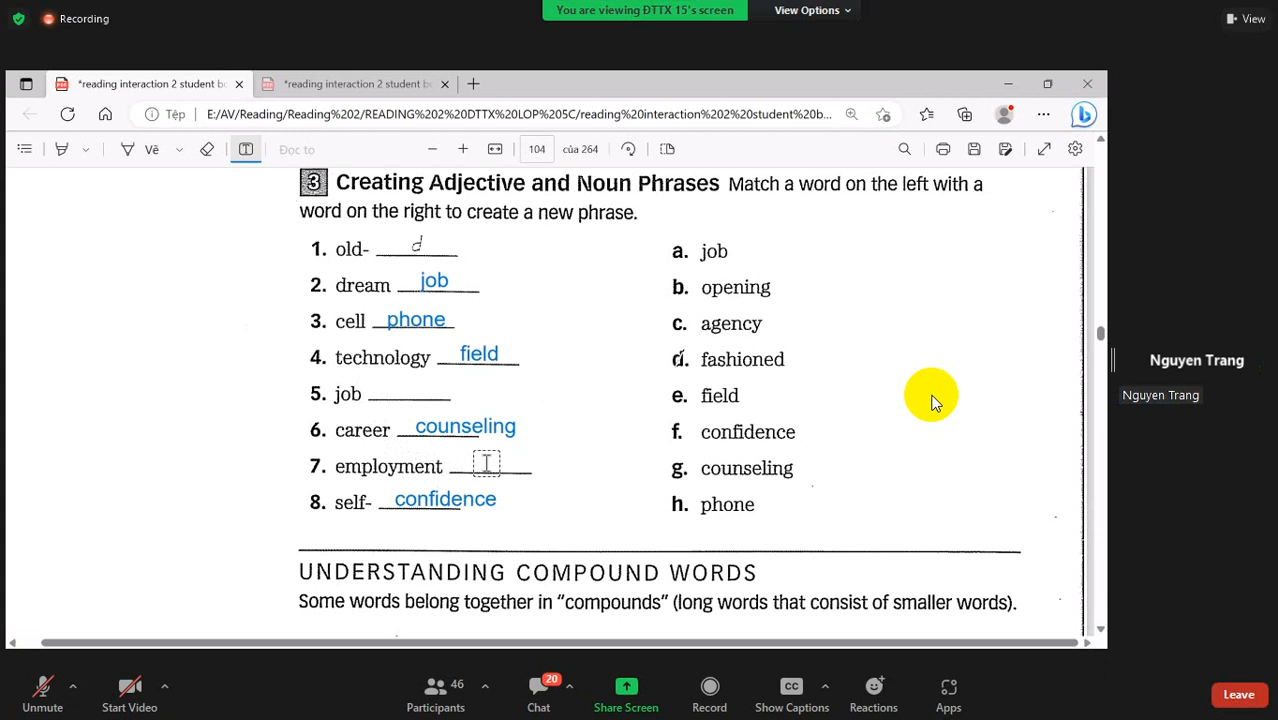 Recording
You are viewing ĐTTX 15's screen
View Options
View
*reading interaction 2 student bo
*reading interaction 2 student bo
Tệp
E:/AV/Reading/Reading%202/READING%202%20DTTX%20LOP%205C/reading%20interaction%202%20student%20b...
Vẽ
Đọc to
104
của 264
3 Creating Adjective and Noun Phrases Match a word on the left with a
word on the right to create a new phrase.
1. old- d
2. dream job
3. cell phone
4. technology field
5. job
6. career counseling
7. employment
8. self- confidence
a. job
b. opening
c. agency
d. fashioned
e. field
f. confidence
g. counseling
h. phone
UNDERSTANDING COMPOUND WORDS
Some words belong together in “compounds” (long words that consist of smaller words).
Nguyen Trang
Nguyen Trang
Unmute
Start Video
46
Participants
20
Chat
Share Screen
Record
CC
Show Captions
Reactions
Apps
Leave